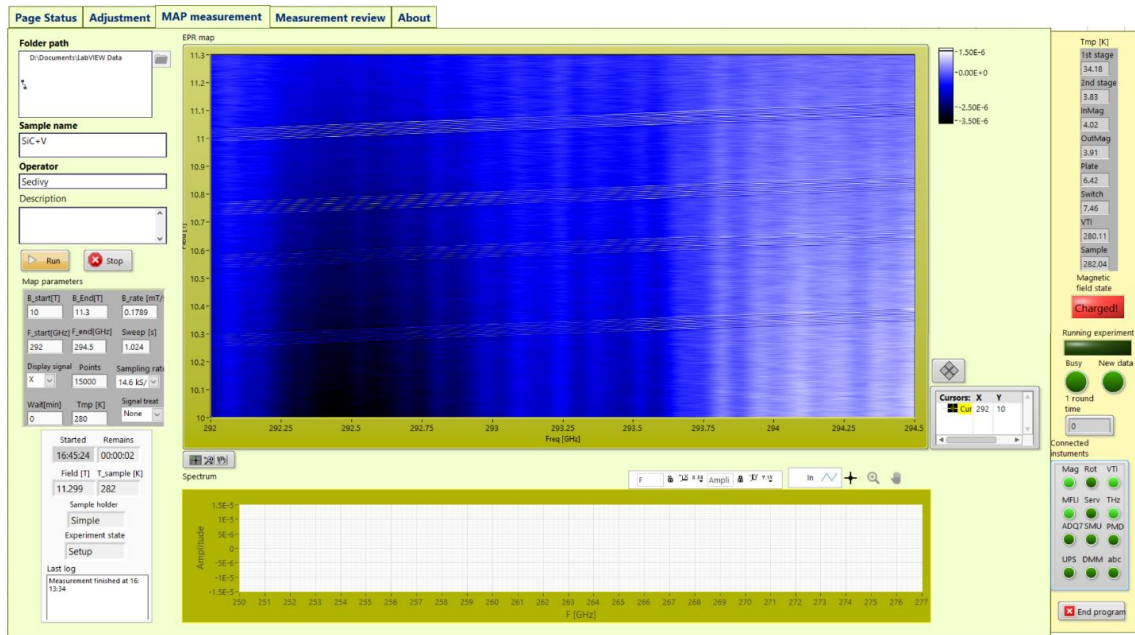 Page Status Adjustment MAP measurement Measurement review About
Folder path
D:\Documents\LabVIEW Data
Sample name
SiC+V
Operator
Sedivy
Description
Run Stop
Map parameters
B_start[T] B_End[T] B_rate [mT/
10 11.3 0.1789
F_start[GHz] F_end[GHz] Sweep [s]
292 294.5 1.024
Display signal Points Sampling rate
X 15000 14.6 kS/
Wait[min] Tmp [K] Signal treat
0 280 None
Started Remains
16:45:24 00:00:02
Field [T] T_sample [K]
11.299 282
Sample holder
Simple
Experiment state
Setup
Last log
Measurement finished at 16:
13:34
EPR map
11.3
11.2
11.1
11
10.9
10.8
10.7
10.6
10.5
10.4
10.3
10.2
10.1
10
Field [T]
292 292.25 292.5 292.75 293 293.25 293.5 293.75 294 294.25 294.5
Freq [GHz]
1.50E-6
0.00E+0
-2.50E-6
-3.50E-6
Cursors: X Y
Cur 292 10
Spectrum
F Ampli In
1.5E-5
1E-5
5E-6
0
-5E-6
-1E-5
-1.5E-5
Amplitude
250 251 252 253 254 255 256 257 258 259 260 261 262 263 264 265 266 267 268 269 270 271 272 273 274 275 276 277
F [GHz]
Tmp [K]
1st stage
34.18
2nd stage
3.83
InMag
4.02
OutMag
3.91
Plate
6.42
Switch
7.46
VTI
280.11
Sample
282.04
Magnetic
field state
Charged!
Running experiment
Busy New data
1 round
time
0
Connected
instuments
Mag Rot VTI
MFLI Serv THz
ADQ7 SMU PMD
UPS DMM abc
End program